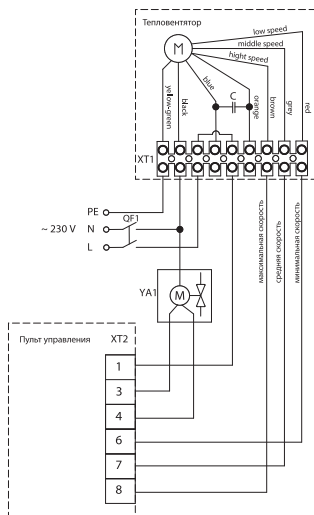 Тепловентятор
low speed
middle speed
hight speed
M
blue
C
yellow-green
black
orange
brown
grey
red
XT1
PE
~ 230 V
N
QF1
L
максимальная скорость
средняя скорость
минимальная скорость
YA1
M
Пульт управления
XT2
1
3
4
6
7
8